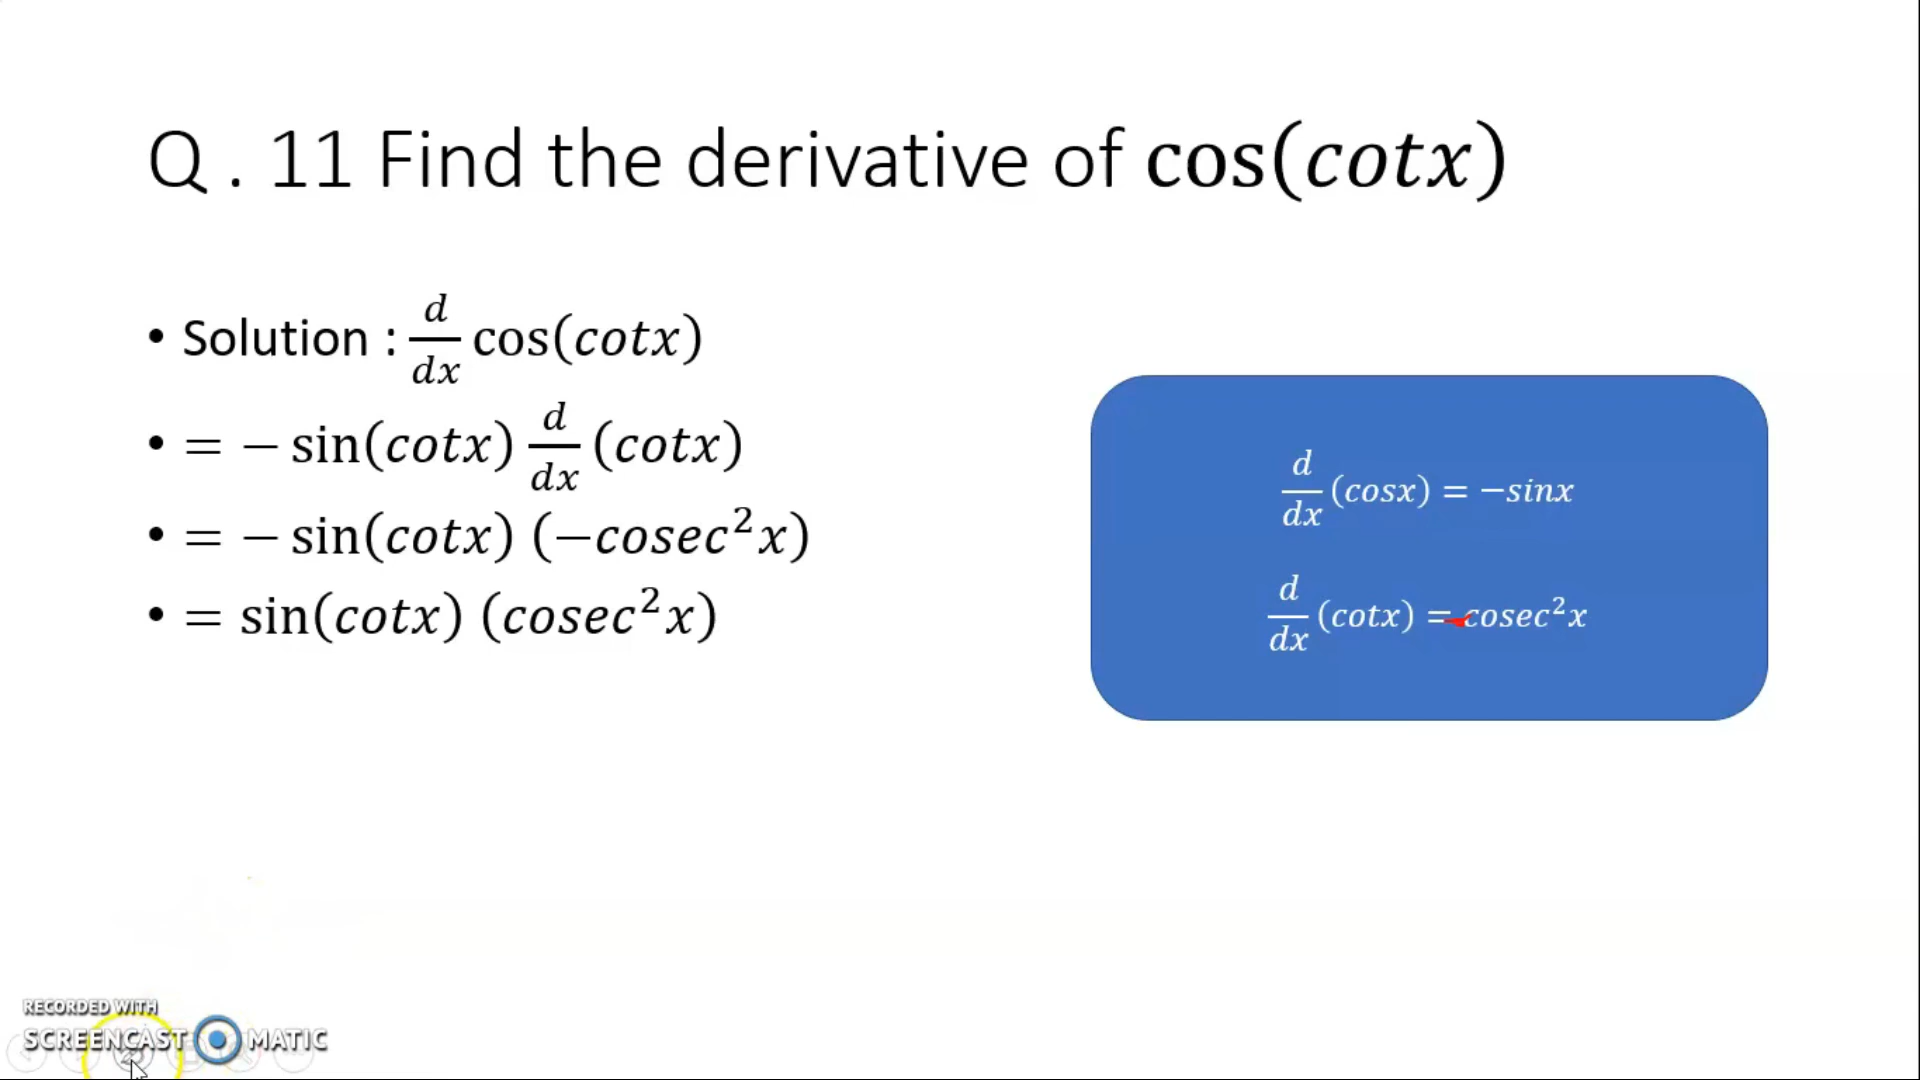 Q . 11 Find the derivative of cos(cotx)
• Solution : d/dx cos(cotx)
• = − sin(cotx) d/dx (cotx)
• = − sin(cotx) (−cosec²x)
• = sin(cotx) (cosec²x)
d/dx (cosx) = −sinx
d/dx (cotx) = -cosec²x
RECORDED WITH
SCREENCAST MATIC